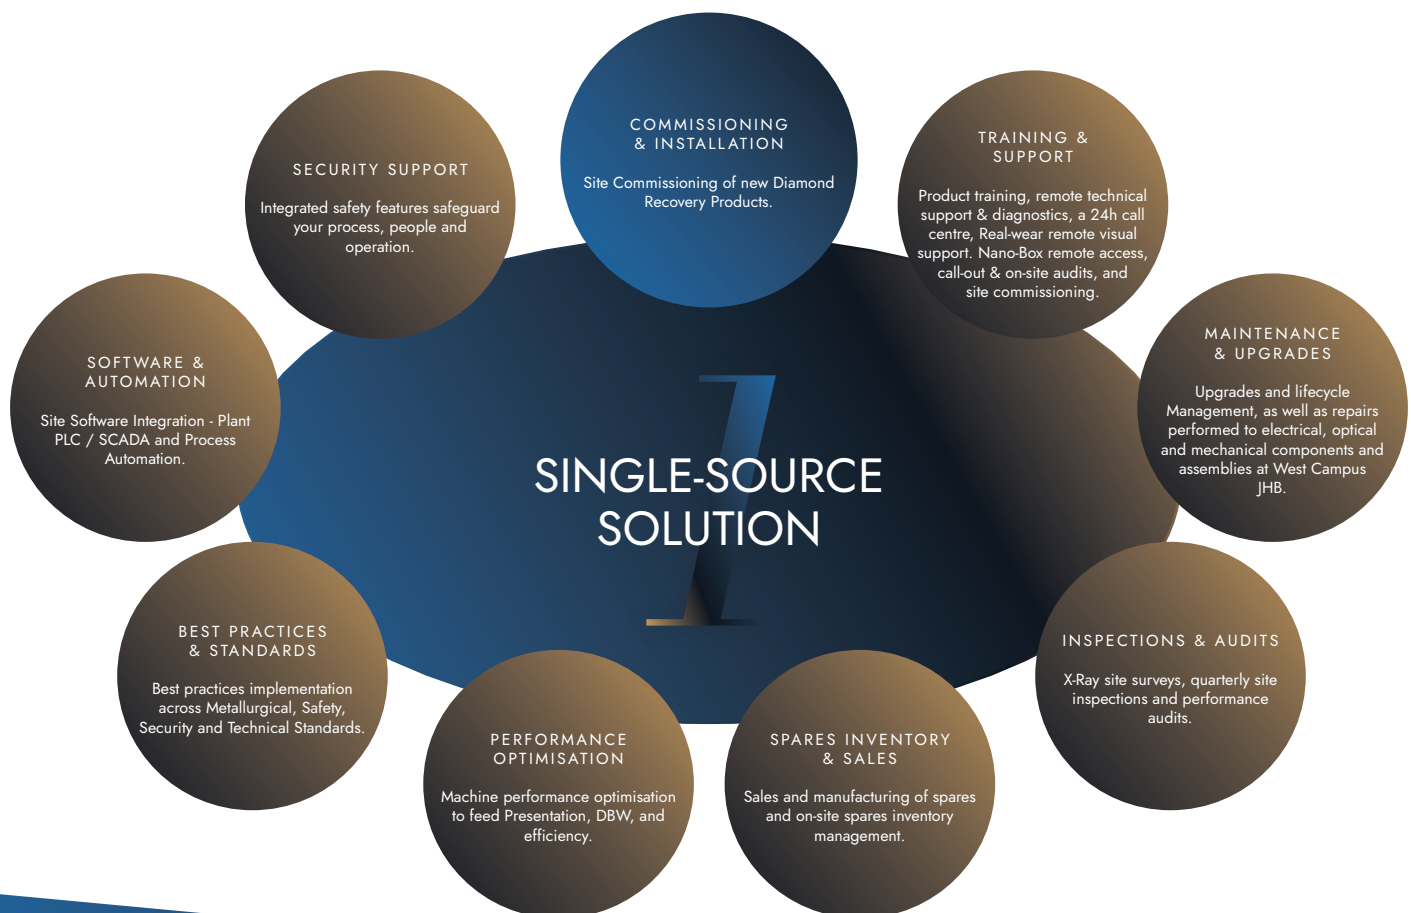 COMMISSIONING
& INSTALLATION
Site Commissioning of new Diamond
Recovery Products.
TRAINING &
SUPPORT
Product training, remote technical
support & diagnostics, a 24h call
centre, Real-wear remote visual
support. Nano-Box remote access,
call-out & on-site audits, and
site commissioning.
MAINTENANCE
& UPGRADES
Upgrades and lifecycle
Management, as well as repairs
performed to electrical, optical
and mechanical components and
assemblies at West Campus
JHB.
INSPECTIONS & AUDITS
X-Ray site surveys, quarterly site
inspections and performance
audits.
SPARES INVENTORY
& SALES
Sales and manufacturing of spares
and on-site spares inventory
management.
PERFORMANCE
OPTIMISATION
Machine performance optimisation
to feed Presentation, DBW, and
efficiency.
BEST PRACTICES
& STANDARDS
Best practices implementation
across Metallurgical, Safety,
Security and Technical Standards.
SOFTWARE &
AUTOMATION
Site Software Integration - Plant
PLC / SCADA and Process
Automation.
SECURITY SUPPORT
Integrated safety features safeguard
your process, people and
operation.
1
SINGLE-SOURCE
SOLUTION